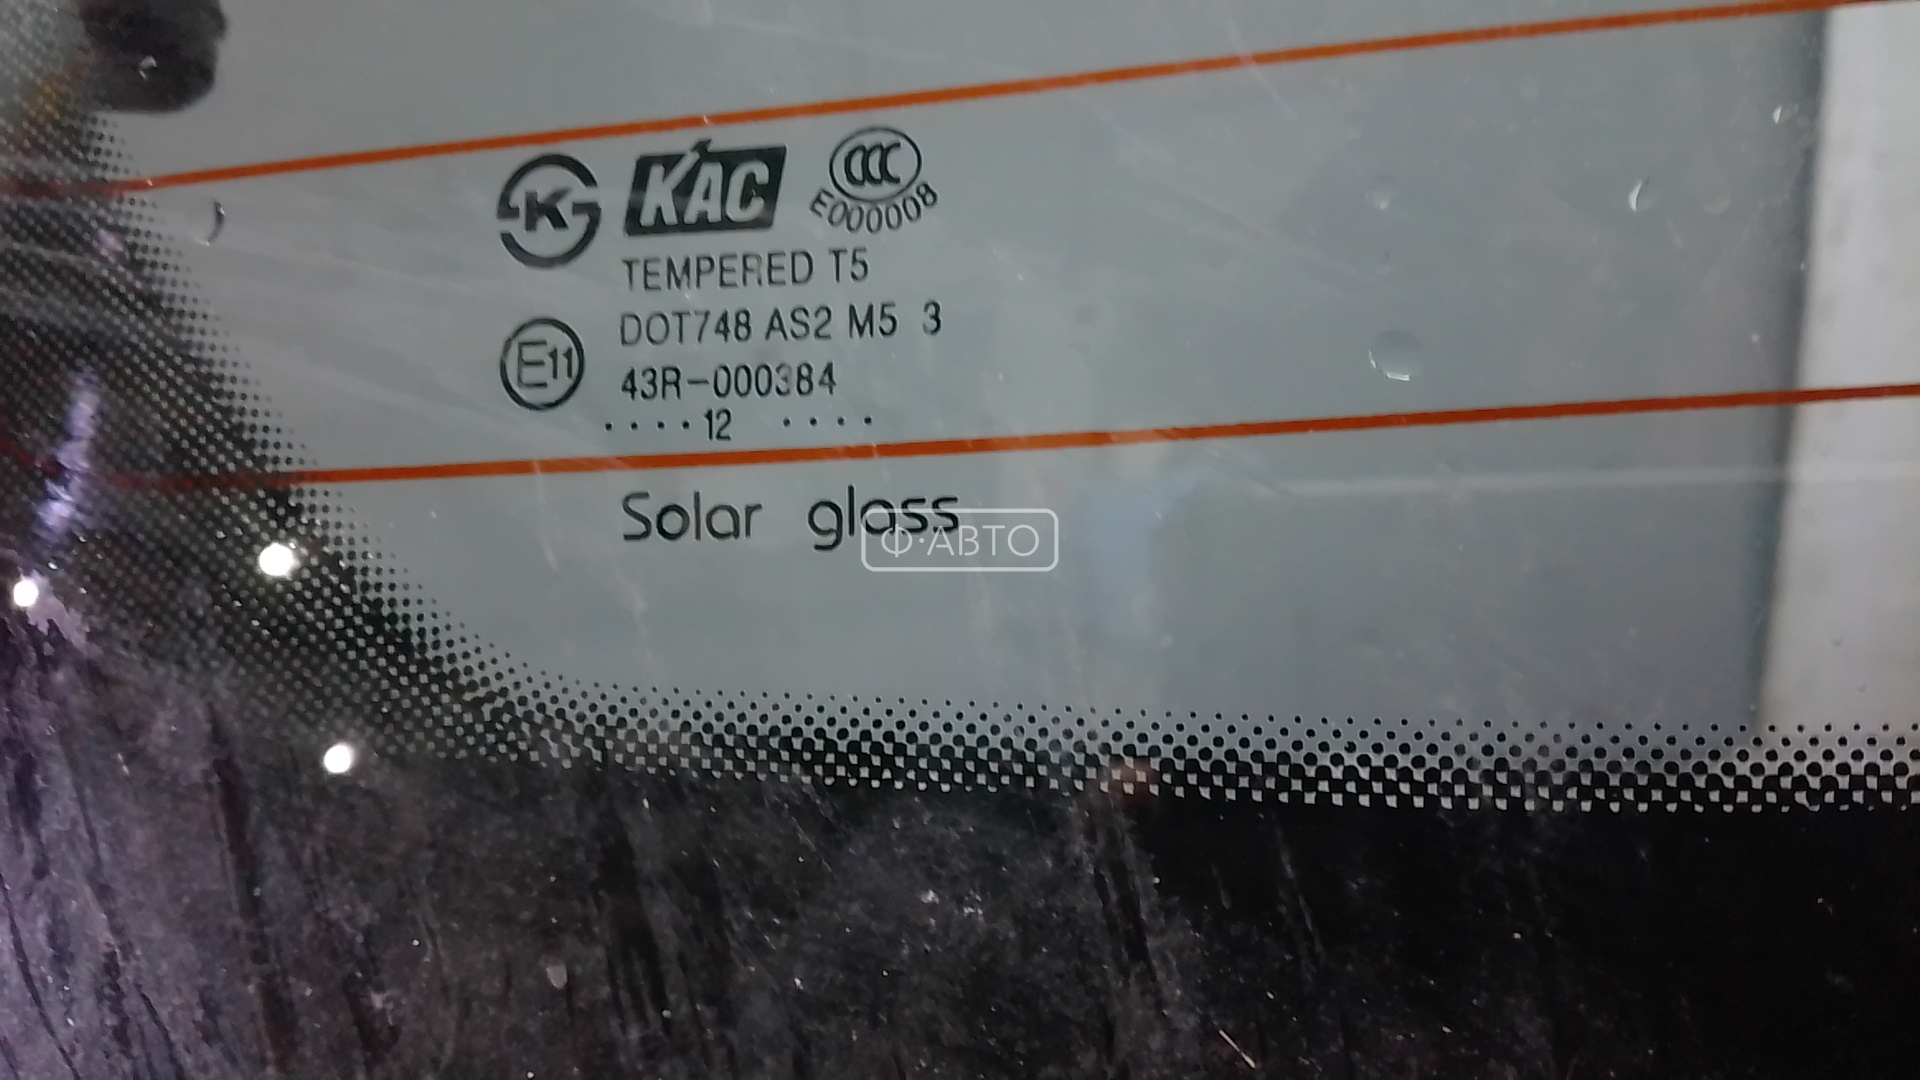 K KAC CCC
E000008
TEMPERED T5
DOT748 AS2 M5 3
E11 43R-000384
....12 ....
Solar glass
Ф·АВТО